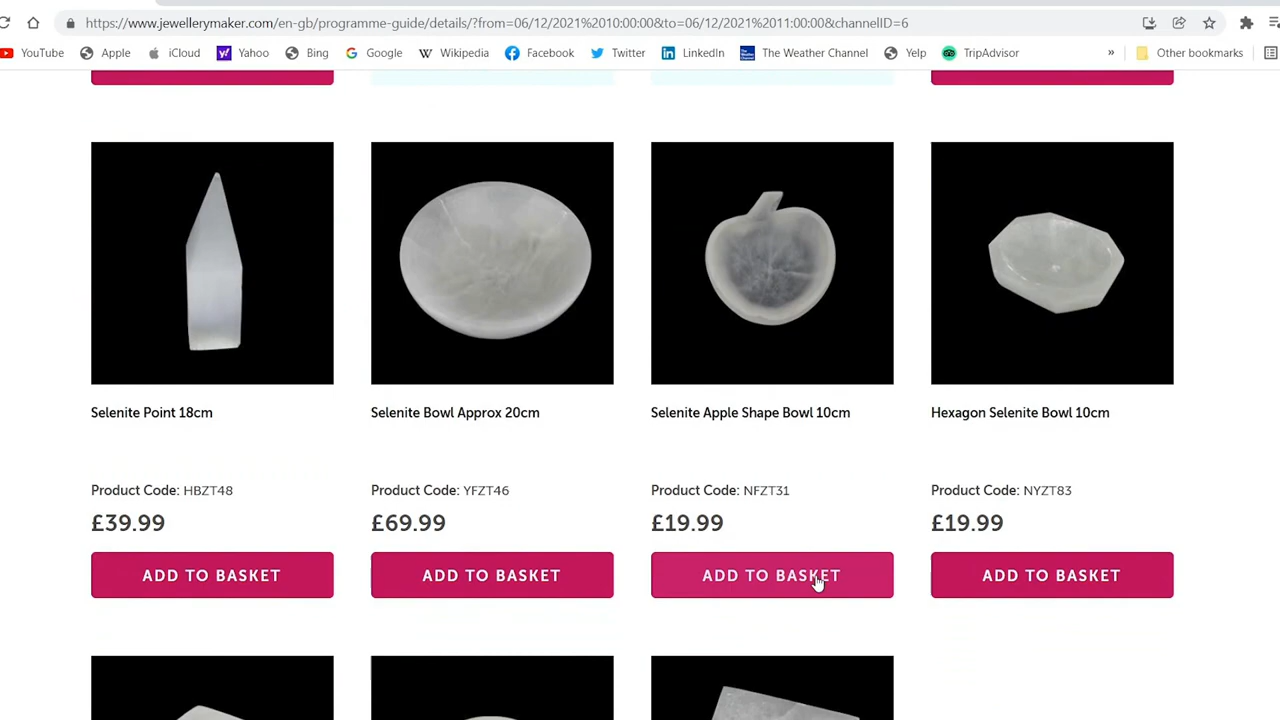 https://www.jewellerymaker.com/en-gb/programme-guide/details/?from=06/12/2021%2010:00:00&to=06/12/2021%2011:00:00&channelID=6
YouTube Apple iCloud Yahoo Bing Google Wikipedia Facebook Twitter LinkedIn The Weather Channel Yelp TripAdvisor » Other bookmarks
Selenite Point 18cm
Selenite Bowl Approx 20cm
Selenite Apple Shape Bowl 10cm
Hexagon Selenite Bowl 10cm
Product Code: HBZT48
Product Code: YFZT46
Product Code: NFZT31
Product Code: NYZT83
£39.99
£69.99
£19.99
£19.99
ADD TO BASKET
ADD TO BASKET
ADD TO BASKET
ADD TO BASKET